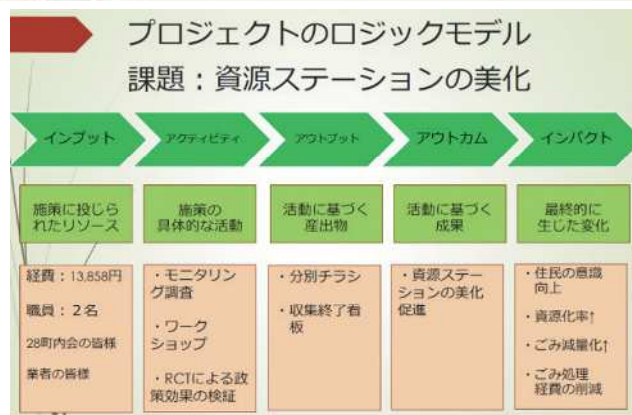 プロジェクトのロジックモデル
課題：資源ステーションの美化
インプット
アクティビティ
アウトプット
アウトカム
インパクト
施策に投じら
れたリソース
施策の
具体的な活動
活動に基づく
産出物
活動に基づく
成果
最終的に
生じた変化
経費：13,858円
職員：２名
28町内会の皆様
業者の皆様
・モニタリン
グ調査
・ワーク
ショップ
・RCTによる政
策効果の検証
・分別チラシ
・収集終了看
板
・資源ステー
ションの美化
促進
・住民の意識
向上
・資源化率↑
・ごみ減量化↑
・ごみ処理
経費の削減